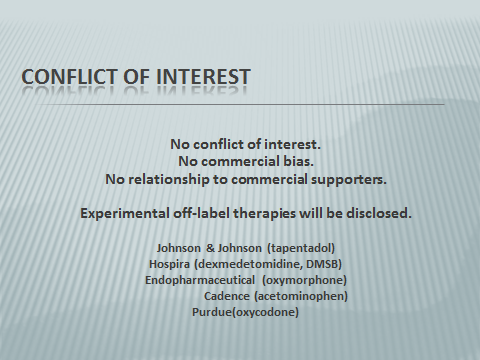 CONFLICT OF INTEREST
No conflict of interest.
No commercial bias.
No relationship to commercial supporters.
Experimental off-label therapies will be disclosed.
Johnson & Johnson (tapentadol)
Hospira (dexmedetomidine, DMSB)
Endopharmaceutical (oxymorphone)
Cadence (acetominophen)
Purdue(oxycodone)